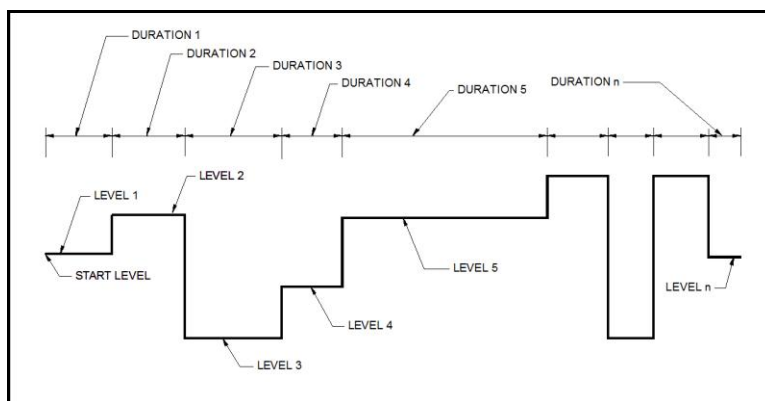 DURATION 1
DURATION 2
DURATION 3
DURATION 4
DURATION 5
DURATION n
LEVEL 1
LEVEL 2
START LEVEL
LEVEL 5
LEVEL n
LEVEL 4
LEVEL 3